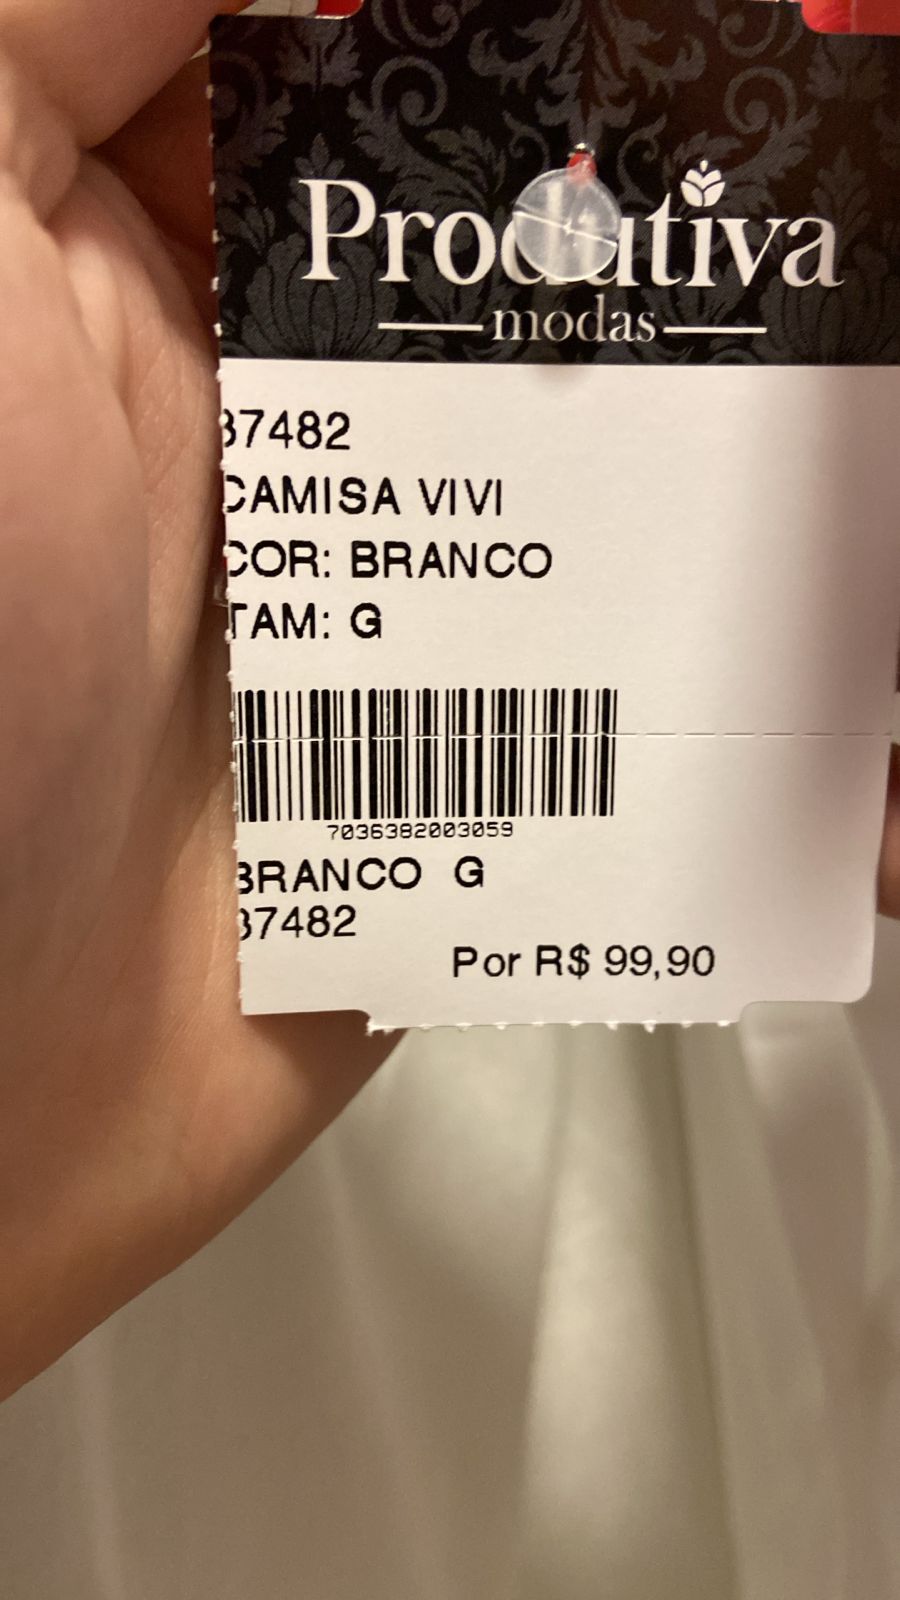 Produtiva
modas
37482
CAMISA VIVI
COR: BRANCO
TAM: G
7036382003059
BRANCO G
37482
Por R$ 99,90